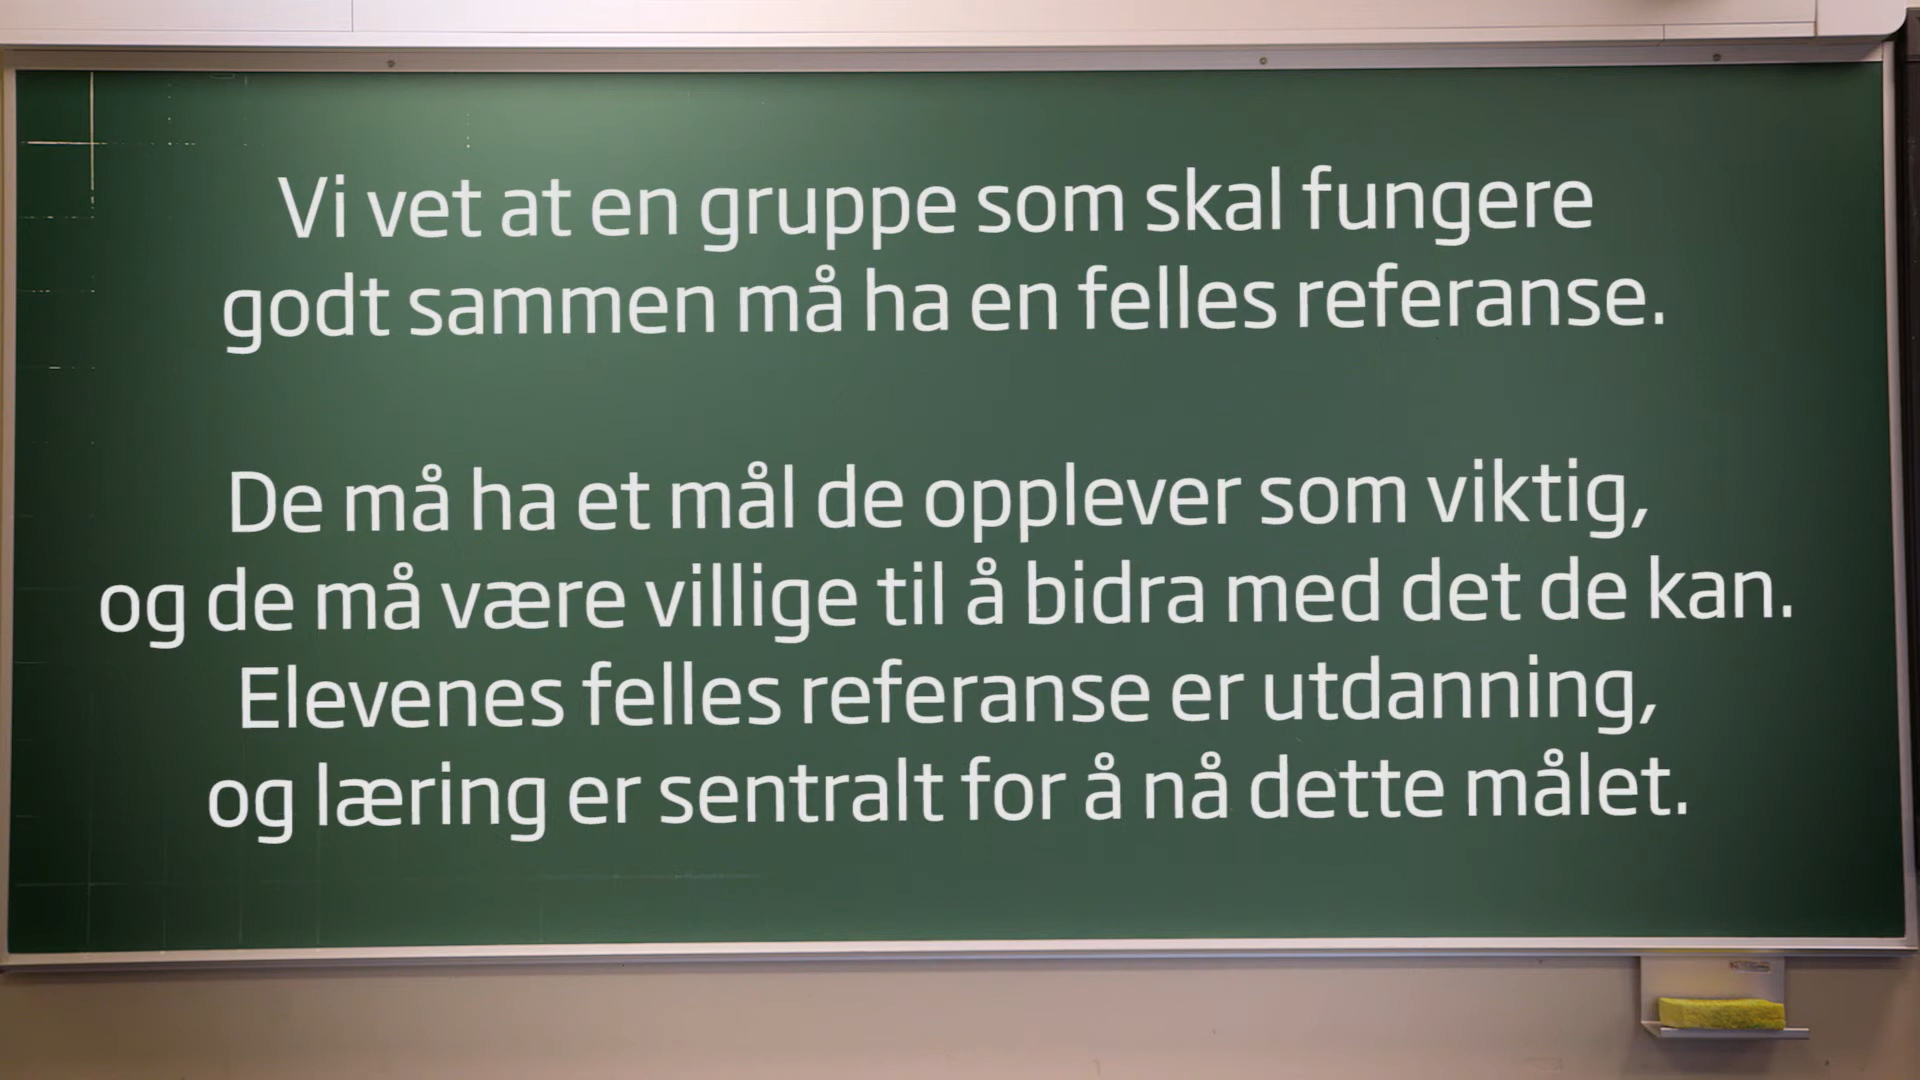 Vi vet at en gruppe som skal fungere
godt sammen må ha en felles referanse.
De må ha et mål de opplever som viktig,
og de må være villige til å bidra med det de kan.
Elevenes felles referanse er utdanning,
og læring er sentralt for å nå dette målet.